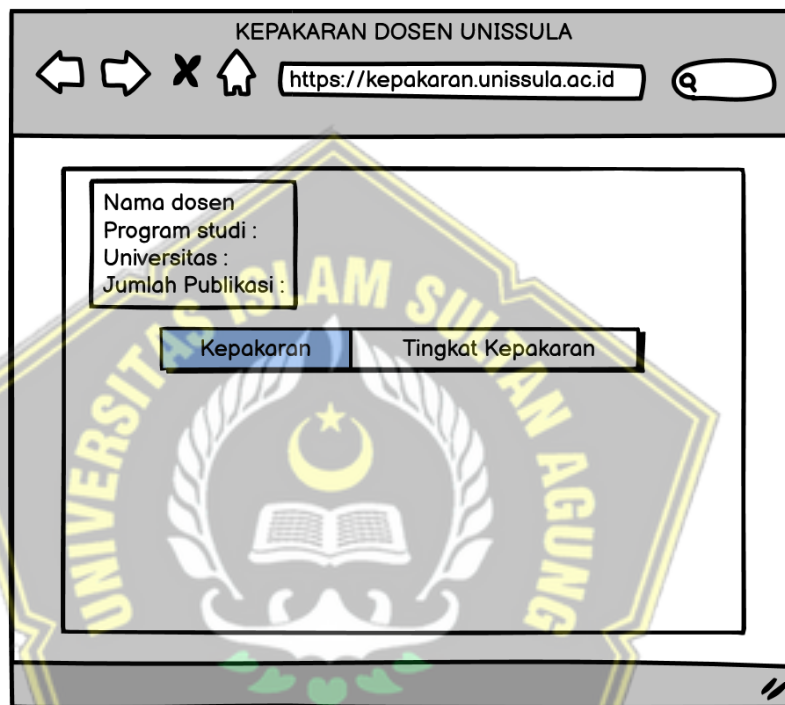 KEPAKARAN DOSEN UNISSULA
https://kepakaran.unissula.ac.id
Nama dosen
Program studi :
Universitas :
Jumlah Publikasi :
Kepakaran
Tingkat Kepakaran
UNIVERSITAS ISLAM SULTAN AGUNG